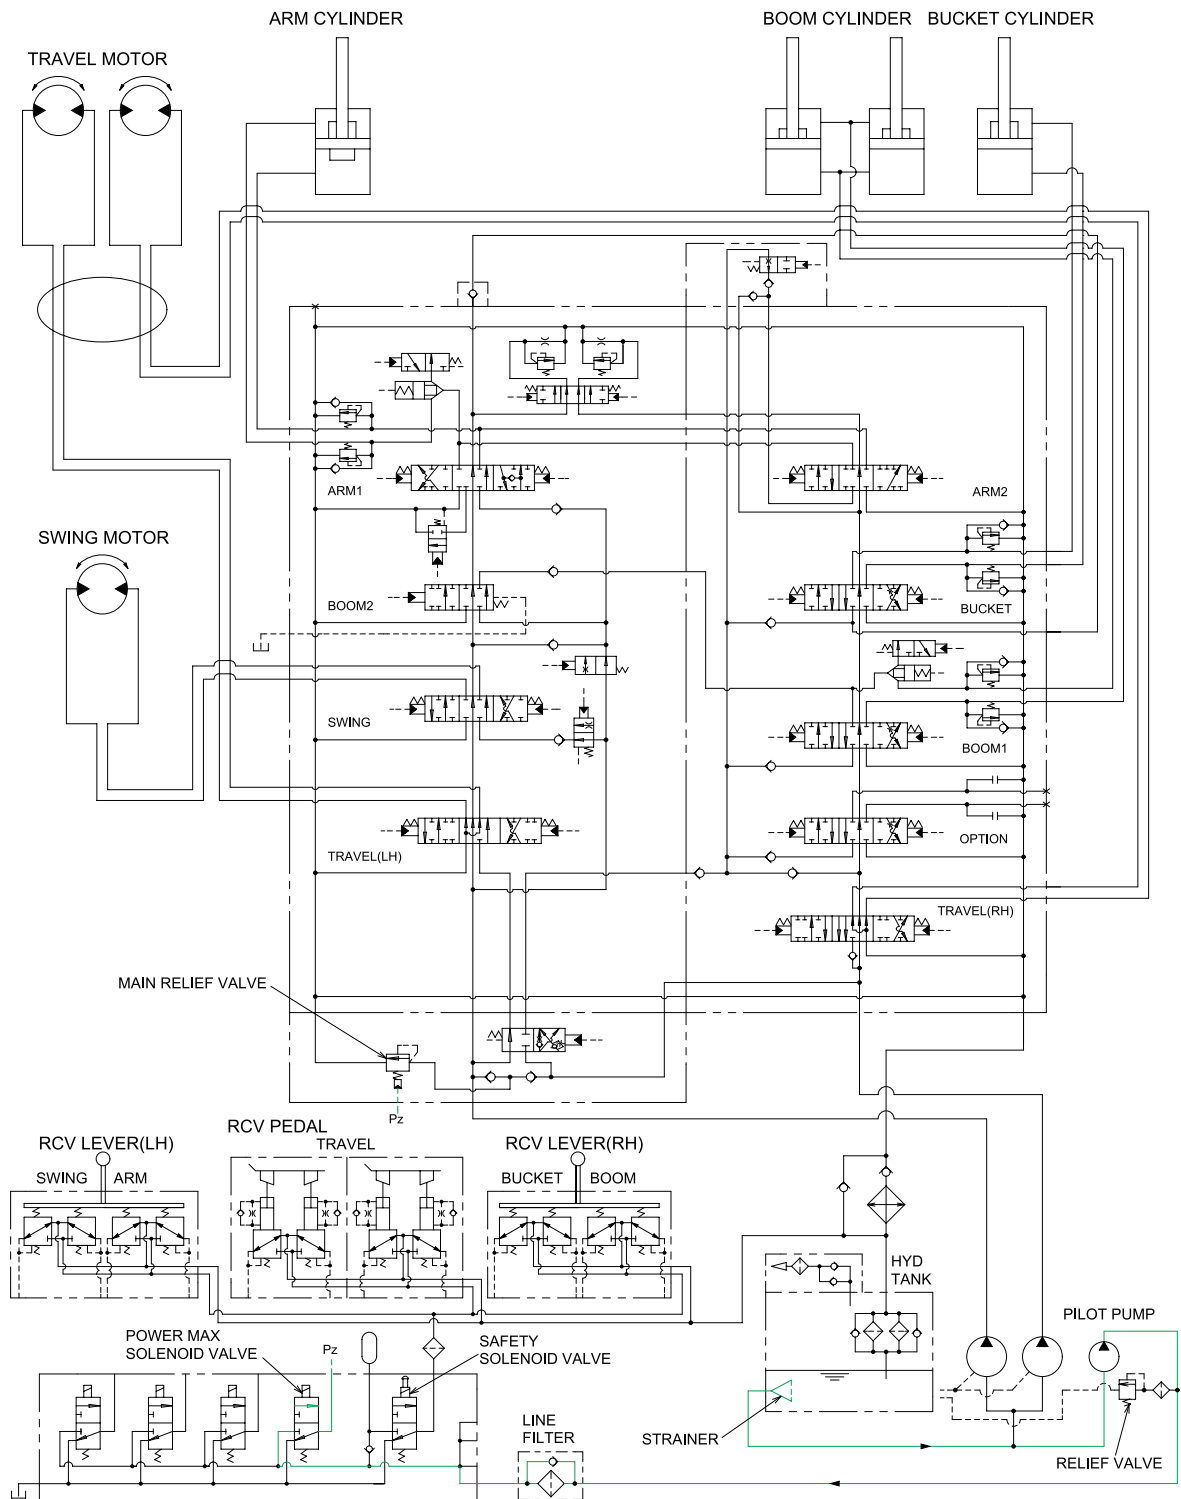 ARM CYLINDER
BOOM CYLINDER
BUCKET CYLINDER
TRAVEL MOTOR
ARM1
ARM2
SWING MOTOR
BOOM2
BUCKET
SWING
BOOM1
TRAVEL(LH)
OPTION
TRAVEL(RH)
MAIN RELIEF VALVE
Pz
RCV LEVER(LH)
RCV PEDAL
RCV LEVER(RH)
TRAVEL
SWING
ARM
BUCKET
BOOM
HYD
TANK
PILOT PUMP
POWER MAX
SOLENOID VALVE
Pz
SAFETY
SOLENOID VALVE
LINE
FILTER
STRAINER
RELIEF VALVE